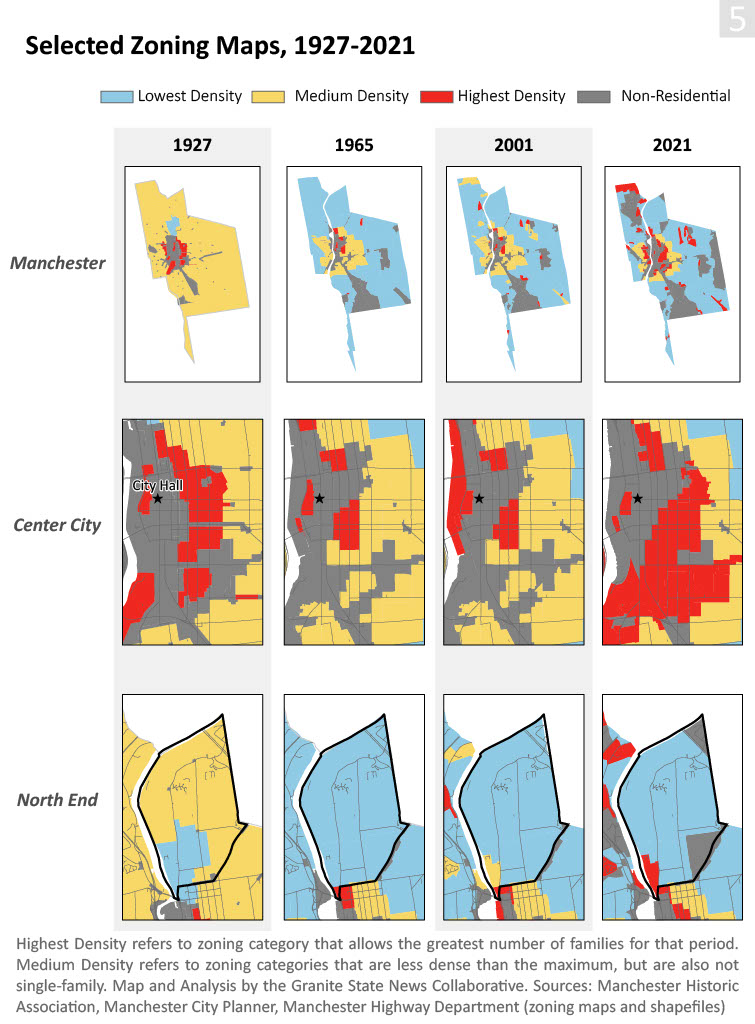 5
Selected Zoning Maps, 1927-2021
Lowest Density Medium Density Highest Density Non-Residential
1927 1965 2001 2021
Manchester
Center City
City Hall
North End
Highest Density refers to zoning category that allows the greatest number of families for that period.
Medium Density refers to zoning categories that are less dense than the maximum, but are also not
single-family. Map and Analysis by the Granite State News Collaborative. Sources: Manchester Historic
Association, Manchester City Planner, Manchester Highway Department (zoning maps and shapefiles)